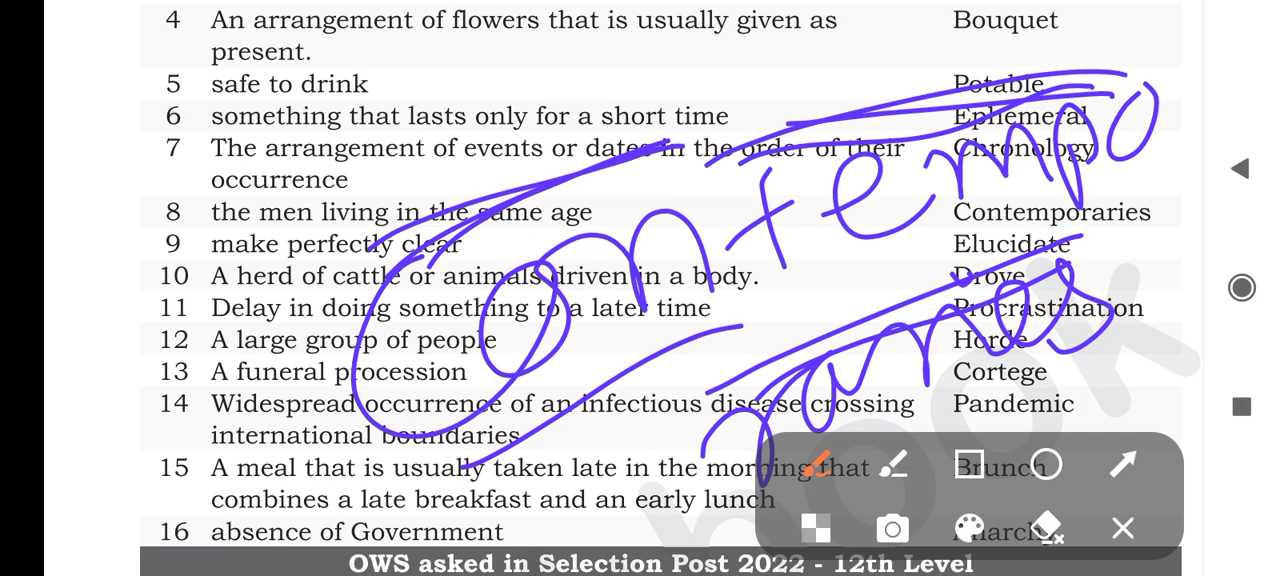 4 An arrangement of flowers that is usually given as Bouquet
present.
5 safe to drink Potable
6 something that lasts only for a short time Ephemeral
7 The arrangement of events or dates in the order of their Chronology
occurrence
8 the men living in the same age Contemporaries
9 make perfectly clear Elucidate
10 A herd of cattle or animals driven in a body. Drove
11 Delay in doing something to a later time Procrastination
12 A large group of people Horde
13 A funeral procession Cortege
14 Widespread occurrence of an infectious disease crossing Pandemic
international boundaries
15 A meal that is usually taken late in the morning that Brunch
combines a late breakfast and an early lunch
16 absence of Government Anarchy
OWS asked in Selection Post 2022 - 12th Level
Contempo